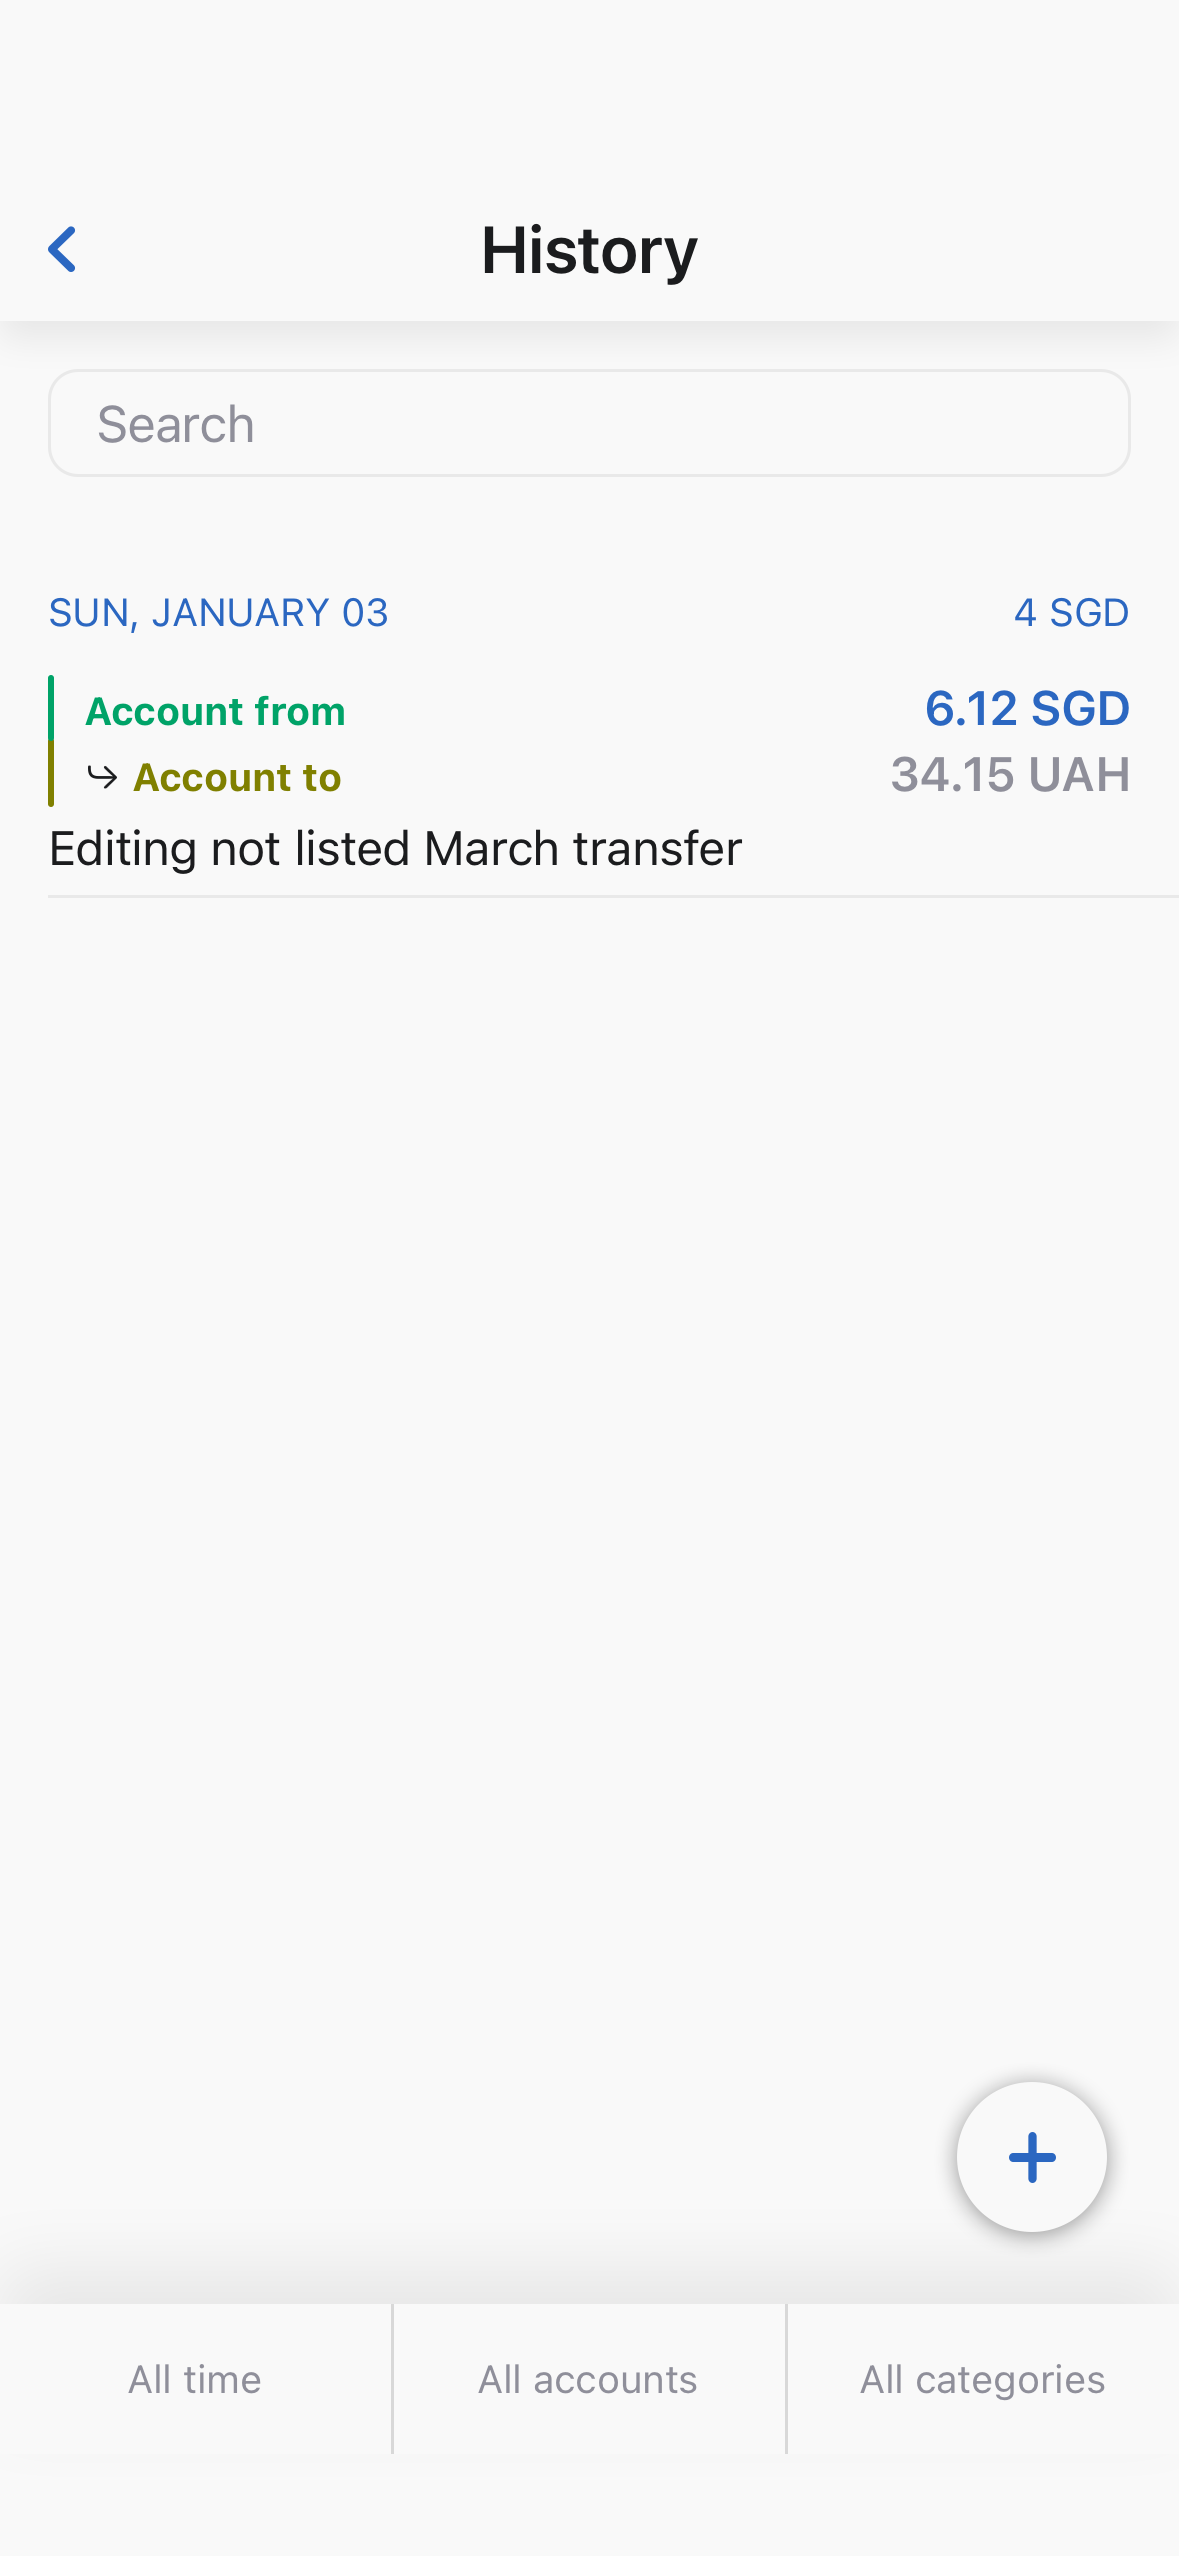 History
Search
SUN, JANUARY 03 4 SGD
Account from 6.12 SGD
Account to 34.15 UAH
Editing not listed March transfer
All time All accounts All categories